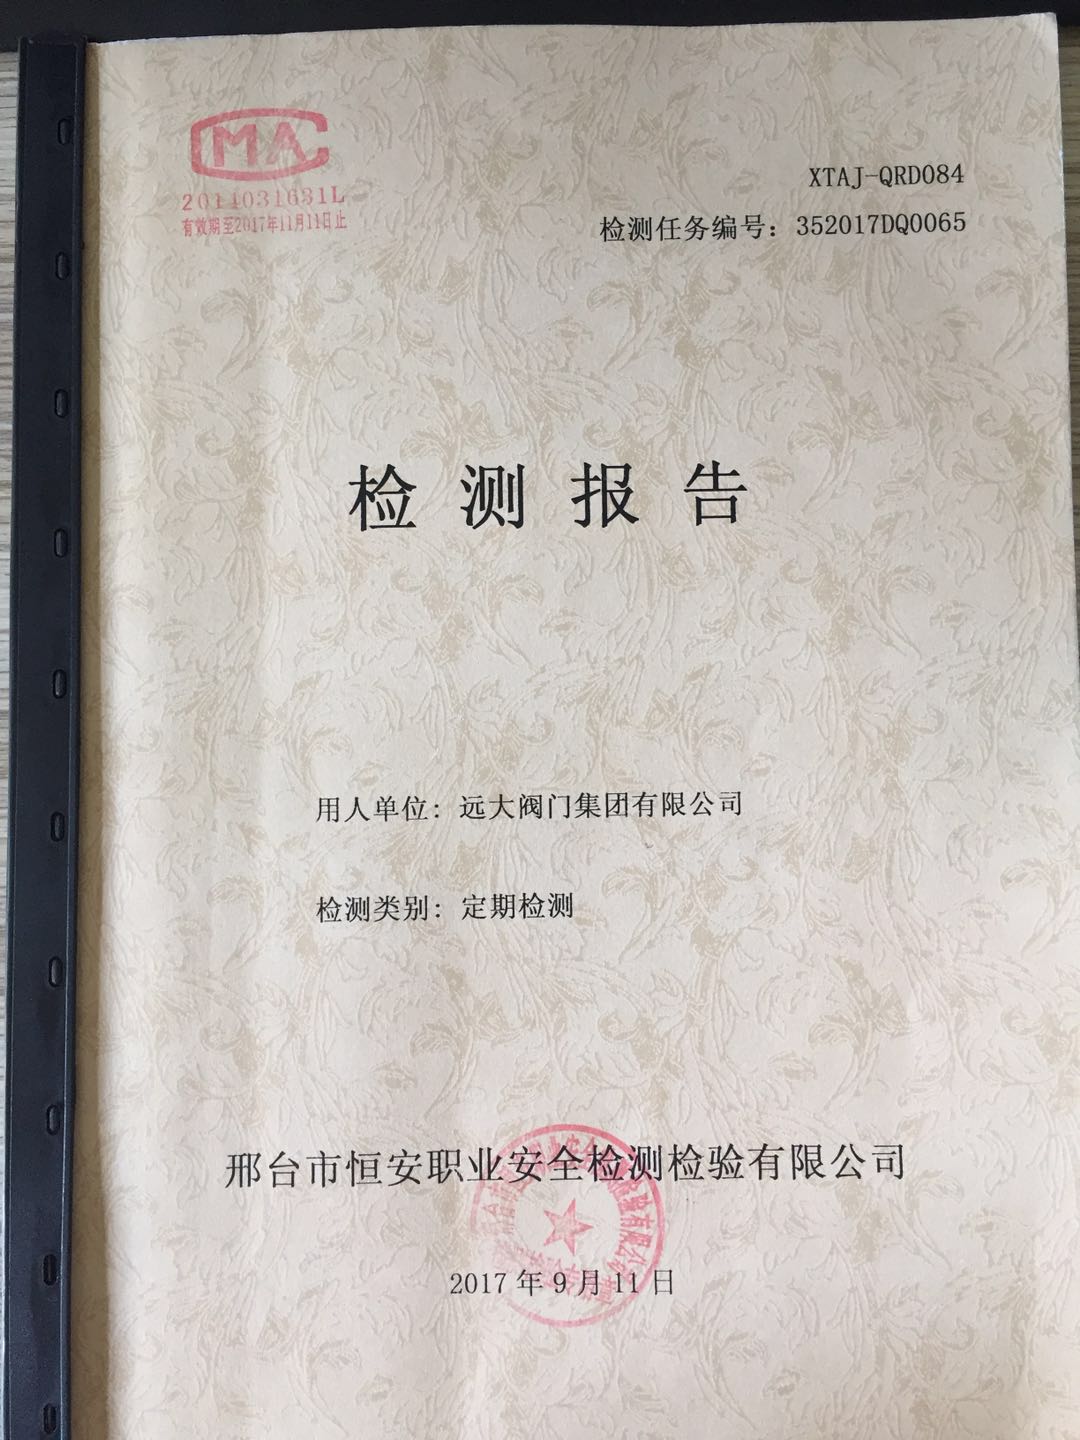 CMA
2014031631L
有效期至2017年11月11日止
XTAJ-QRD084
检测任务编号：352017DQ0065
检测报告
用人单位：远大阀门集团有限公司
检测类别：定期检测
邢台市恒安职业安全检测检验有限公司
2017年9月11日